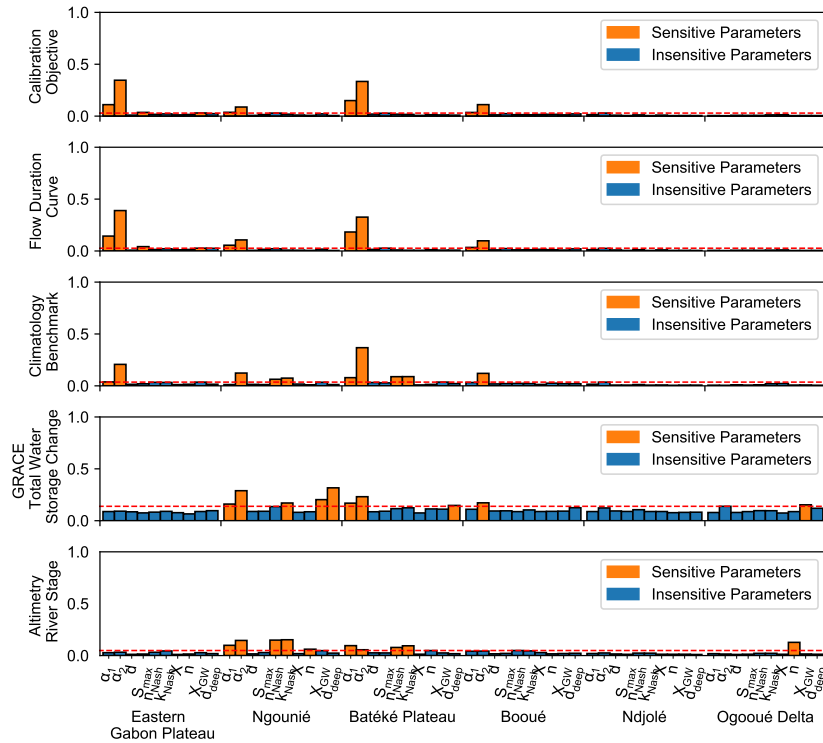 1.0
0.5
0.0
Calibration
Objective
Sensitive Parameters
Insensitive Parameters
1.0
0.5
0.0
Flow Duration
Curve
Sensitive Parameters
Insensitive Parameters
1.0
0.5
0.0
Climatology
Benchmark
Sensitive Parameters
Insensitive Parameters
1.0
0.5
0.0
GRACE
Total Water
Storage Change
Sensitive Parameters
Insensitive Parameters
1.0
0.5
0.0
Altimetry
River Stage
Sensitive Parameters
Insensitive Parameters
α1 α2 d Smax nNash kNash X n XGW ddeep α1 α2 d Smax nNash kNash X n XGW ddeep α1 α2 d Smax nNash kNash X n XGW ddeep α1 α2 d Smax nNash kNash X n XGW ddeep α1 α2 d Smax nNash kNash X n XGW ddeep α1 α2 d Smax nNash kNash X n XGW ddeep
Eastern
Gabon Plateau
Ngounié
Batéké Plateau
Booué
Ndjolé
Ogooué Delta